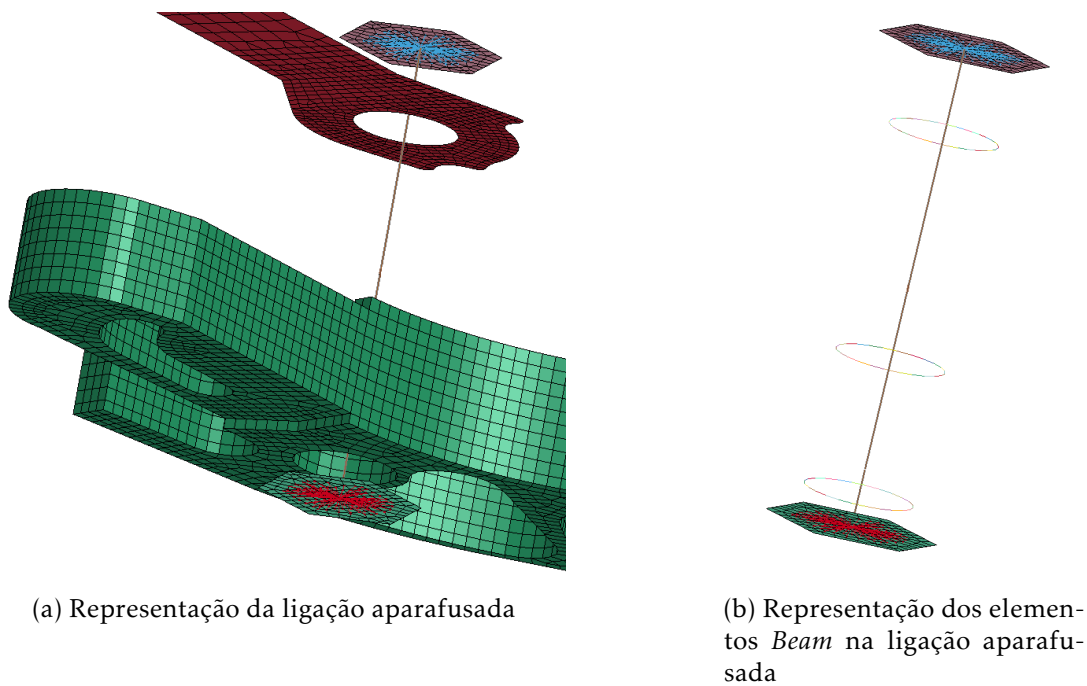 (a) Representação da ligação aparafusada
(b) Representação dos elemen-
tos Beam na ligação aparafu-
sada